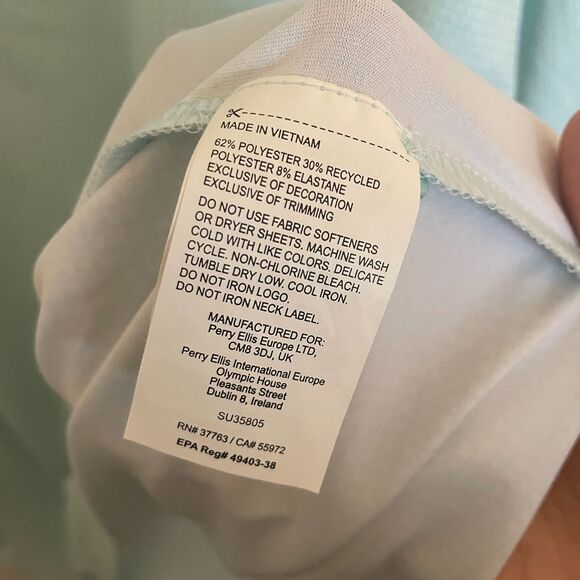 MADE IN VIETNAM
62% POLYESTER 30% RECYCLED
POLYESTER 8% ELASTANE
EXCLUSIVE OF DECORATION
EXCLUSIVE OF TRIMMING
DO NOT USE FABRIC SOFTENERS
OR DRYER SHEETS. MACHINE WASH
COLD WITH LIKE COLORS. DELICATE
CYCLE. NON-CHLORINE BLEACH.
TUMBLE DRY LOW. COOL IRON.
DO NOT IRON LOGO.
DO NOT IRON NECK LABEL.
MANUFACTURED FOR:
Perry Ellis Europe LTD,
CM8 3DJ, UK
Perry Ellis International Europe
Olympic House
Pleasants Street
Dublin 8, Ireland
SU35805
RN# 37763 / CA# 55972
EPA Reg# 49403-38